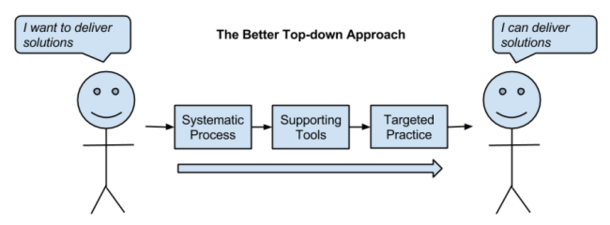 I want to deliver
solutions
The Better Top-down Approach
I can deliver
solutions
Systematic
Process
Supporting
Tools
Targeted
Practice